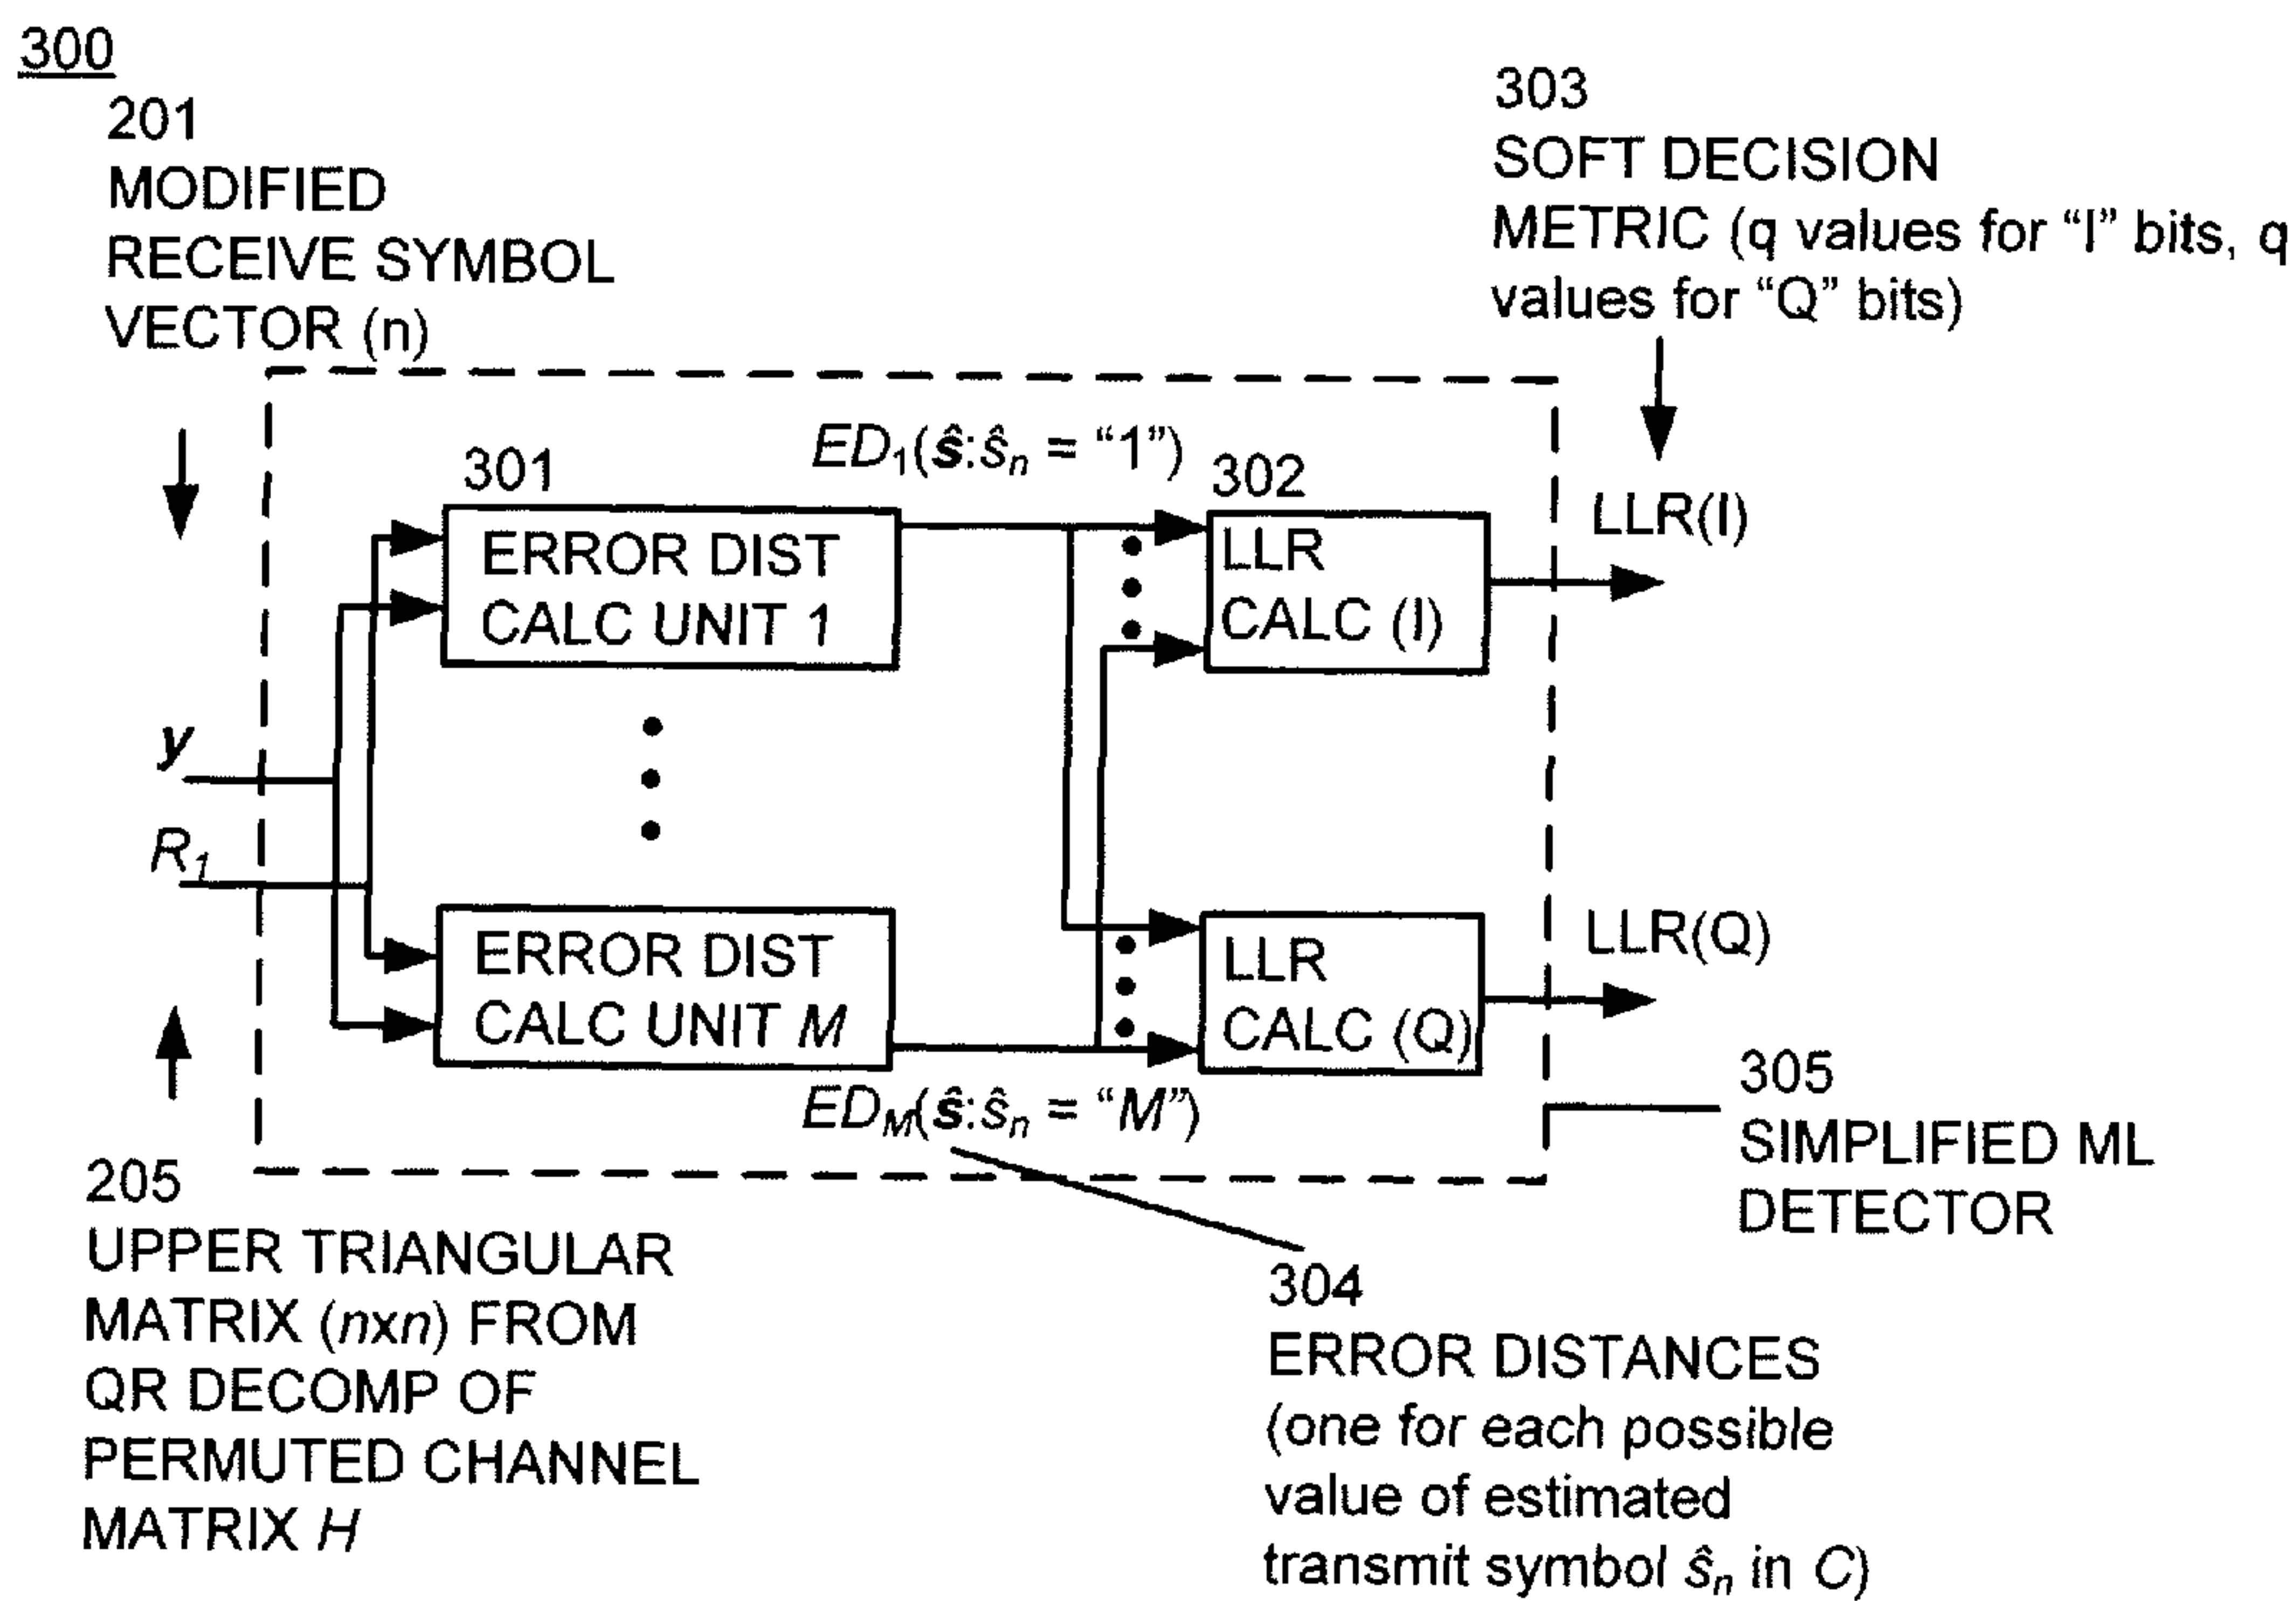 300
201
MODIFIED
RECEIVE SYMBOL
VECTOR (n)
303
SOFT DECISION
METRIC (q values for “I” bits, q
values for “Q” bits)
ED₁(ŝ:ŝₙ = “1”)
301
ERROR DIST
CALC UNIT 1
302
LLR
CALC (I)
LLR(I)
y
R₁
ERROR DIST
CALC UNIT M
LLR
CALC (Q)
LLR(Q)
ED_M(ŝ:ŝₙ = “M”)
305
SIMPLIFIED ML
DETECTOR
205
UPPER TRIANGULAR
MATRIX (nxn) FROM
QR DECOMP OF
PERMUTED CHANNEL
MATRIX H
304
ERROR DISTANCES
(one for each possible
value of estimated
transmit symbol ŝₙ in C)